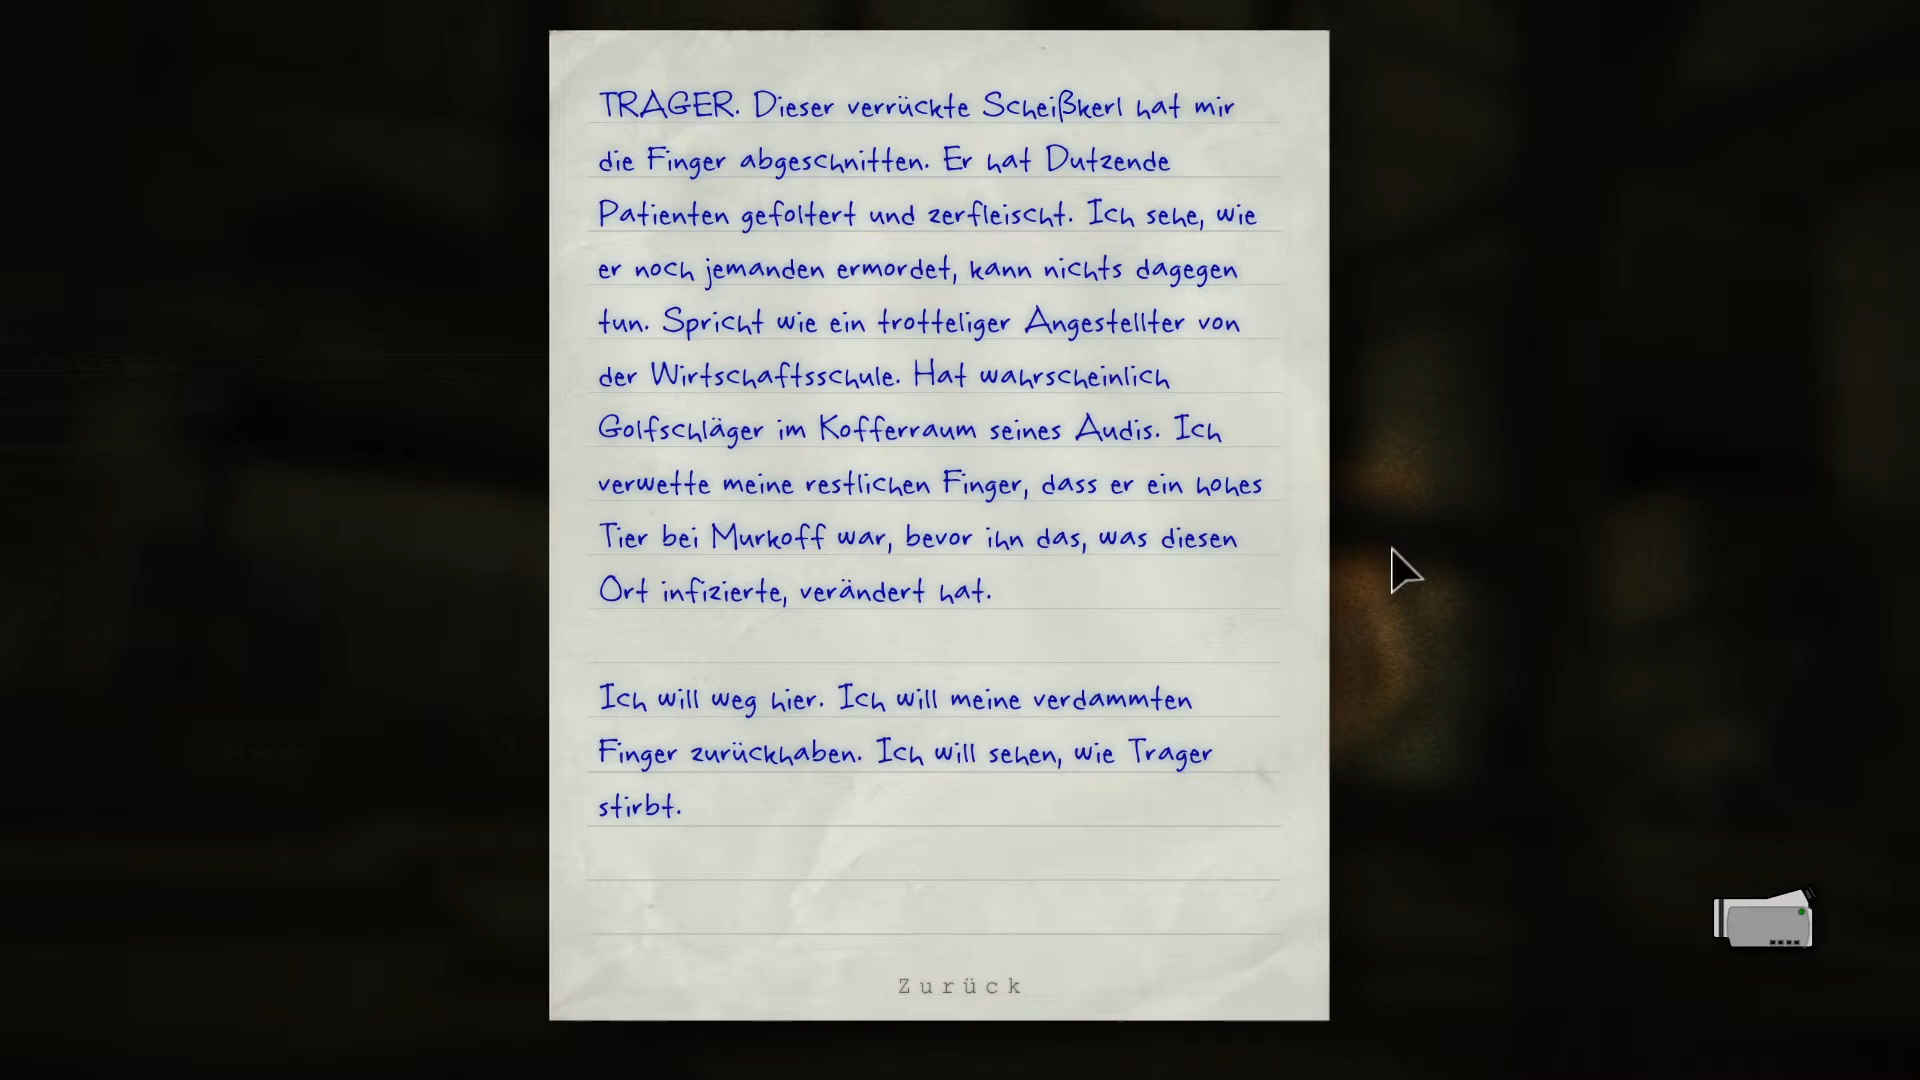 TRAGER. Dieser verrückte Scheißkerl hat mir
die Finger abgeschnitten. Er hat Dutzende
Patienten gefoltert und zerfleischt. Ich sehe, wie
er noch jemanden ermordet, kann nichts dagegen
tun. Spricht wie ein trotteliger Angestellter von
der Wirtschaftsschule. Hat wahrscheinlich
Golfschläger im Kofferraum seines Audis. Ich
verwette meine restlichen Finger, dass er ein hohes
Tier bei Murkoff war, bevor ihn das, was diesen
Ort infizierte, verändert hat.
Ich will weg hier. Ich will meine verdammten
Finger zurückhaben. Ich will sehen, wie Trager
stirbt.
Zurück